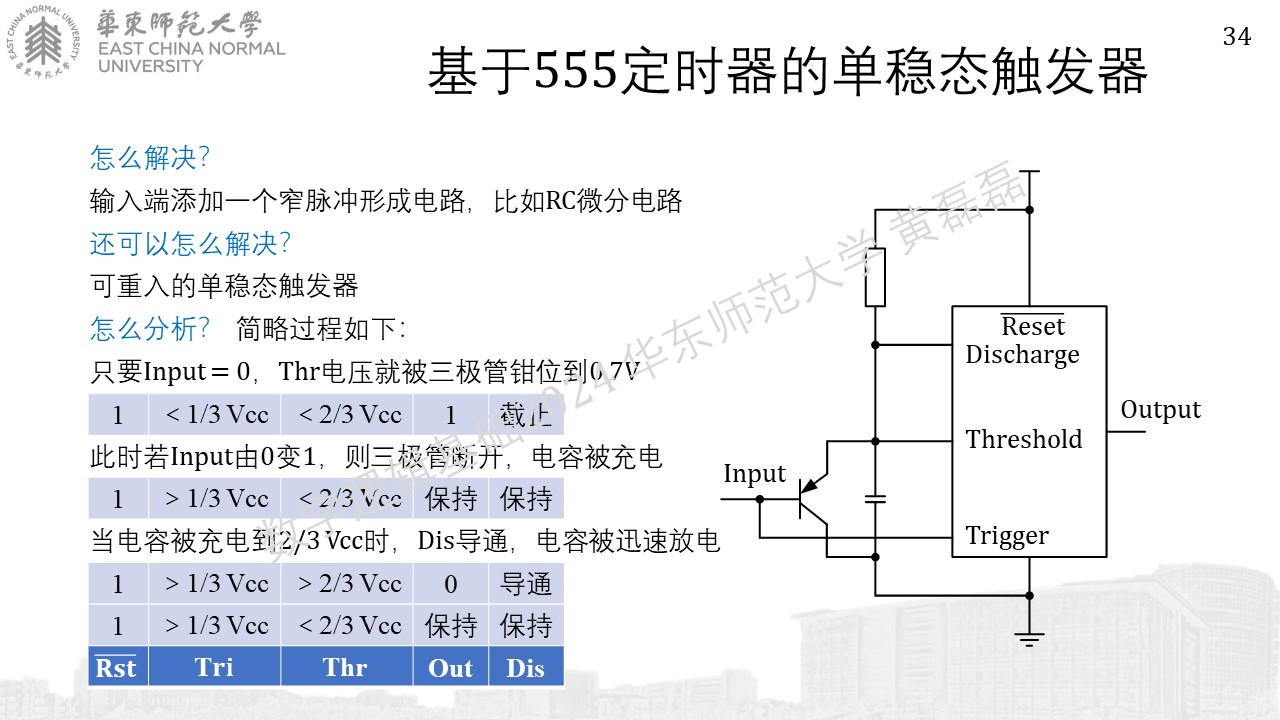 華東師範大學
EAST CHINA NORMAL
UNIVERSITY
34
基于555定时器的单稳态触发器
怎么解决？
输入端添加一个窄脉冲形成电路，比如RC微分电路
还可以怎么解决？
可重入的单稳态触发器
怎么分析？ 简略过程如下：
只要Input = 0，Thr电压就被三极管钳位到0.7V
1 < 1/3 Vcc < 2/3 Vcc 1 截止
此时若Input由0变1，则三极管断开，电容被充电
1 > 1/3 Vcc < 2/3 Vcc 保持 保持
当电容被充电到2/3 Vcc时，Dis导通，电容被迅速放电
1 > 1/3 Vcc > 2/3 Vcc 0 导通
1 > 1/3 Vcc < 2/3 Vcc 保持 保持
Rst Tri Thr Out Dis
Reset
Discharge
Output
Threshold
Input
Trigger
数字逻辑基础2024 华东师范大学 黄磊磊